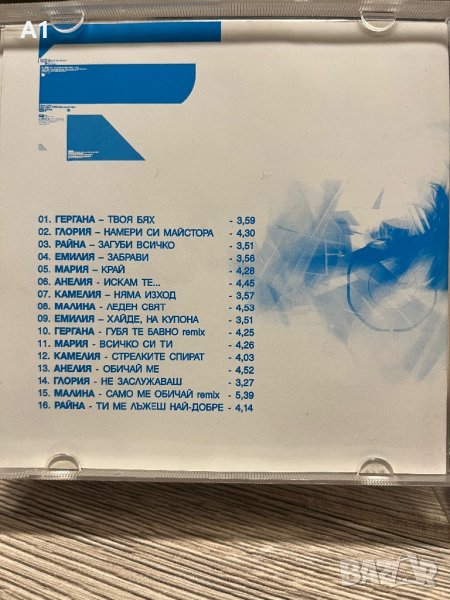 A1
01. ГЕРГАНА – ТВОЯ БЯХ - 3,59
02. ГЛОРИЯ – НАМЕРИ СИ МАЙСТОРА - 4,30
03. РАЙНА – ЗАГУБИ ВСИЧКО - 3,51
04. ЕМИЛИЯ – ЗАБРАВИ - 3,56
05. МАРИЯ – КРАЙ - 4,28
06. АНЕЛИЯ - ИСКАМ ТЕ... - 4,45
07. КАМЕЛИЯ – НЯМА ИЗХОД - 3,57
08. МАЛИНА - ЛЕДЕН СВЯТ - 4,53
09. ЕМИЛИЯ – ХАЙДЕ, НА КУПОНА - 3,51
10. ГЕРГАНА - ГУБЯ ТЕ БАВНО remix - 4,25
11. МАРИЯ – ВСИЧКО СИ ТИ - 4,26
12. КАМЕЛИЯ - СТРЕЛКИТЕ СПИРАТ - 4,03
13. АНЕЛИЯ - ОБИЧАЙ МЕ - 4,52
14. ГЛОРИЯ - НЕ ЗАСЛУЖАВАШ - 3,27
15. МАЛИНА - САМО МЕ ОБИЧАЙ remix - 5,39
16. РАЙНА - ТИ МЕ ЛЪЖЕШ НАЙ-ДОБРЕ - 4,14
BAZAR